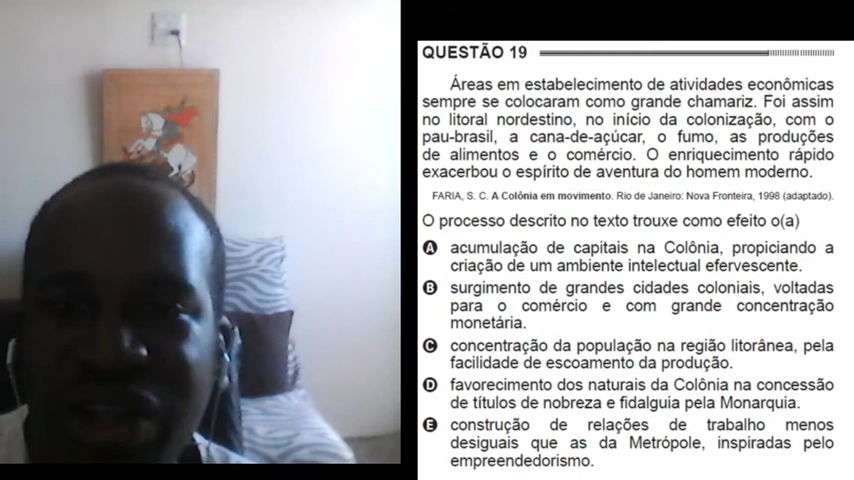 QUESTÃO 19
Áreas em estabelecimento de atividades econômicas
sempre se colocaram como grande chamariz. Foi assim
no litoral nordestino, no início da colonização, com o
pau-brasil, a cana-de-açúcar, o fumo, as produções
de alimentos e o comércio. O enriquecimento rápido
exacerbou o espírito de aventura do homem moderno.
FARIA, S. C. A Colônia em movimento. Rio de Janeiro: Nova Fronteira, 1998 (adaptado).
O processo descrito no texto trouxe como efeito o(a)
A acumulação de capitais na Colônia, propiciando a
criação de um ambiente intelectual efervescente.
B surgimento de grandes cidades coloniais, voltadas
para o comércio e com grande concentração
monetária.
C concentração da população na região litorânea, pela
facilidade de escoamento da produção.
D favorecimento dos naturais da Colônia na concessão
de títulos de nobreza e fidalguia pela Monarquia.
E construção de relações de trabalho menos
desiguais que as da Metrópole, inspiradas pelo
empreendedorismo.